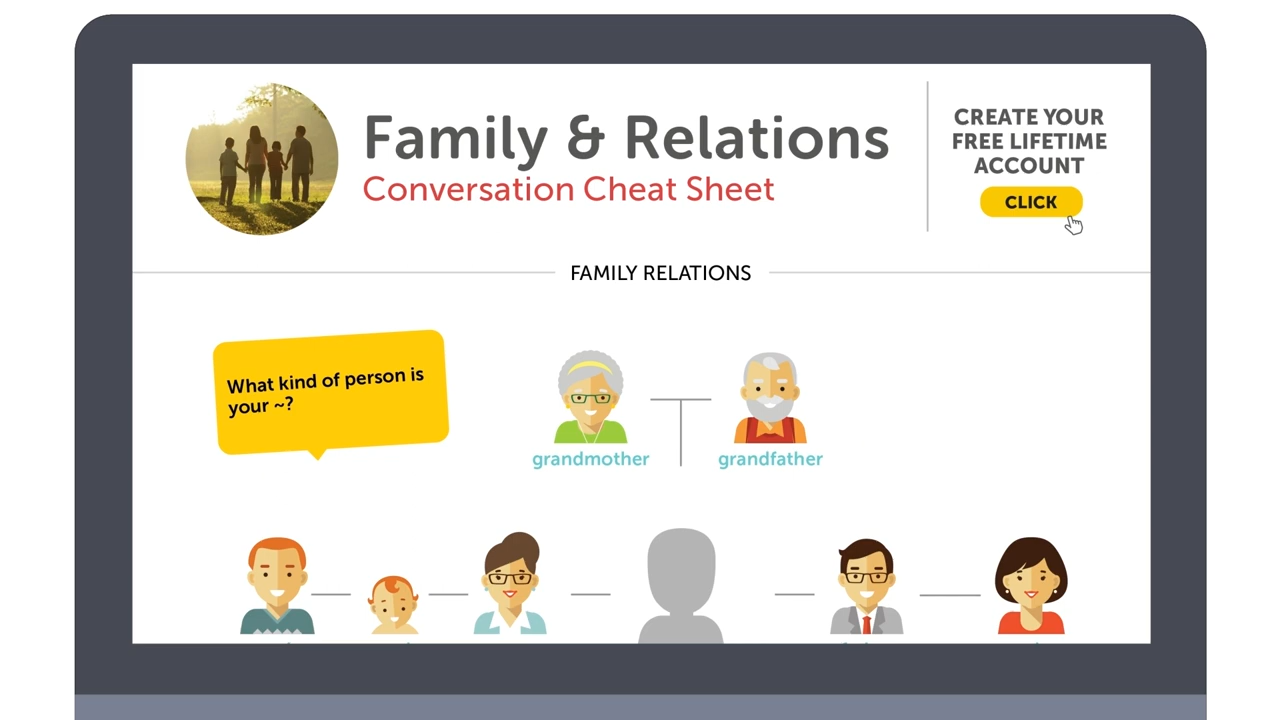 Family & Relations
Conversation Cheat Sheet
CREATE YOUR
FREE LIFETIME
ACCOUNT
CLICK
FAMILY RELATIONS
What kind of person is
your ~?
grandmother
grandfather